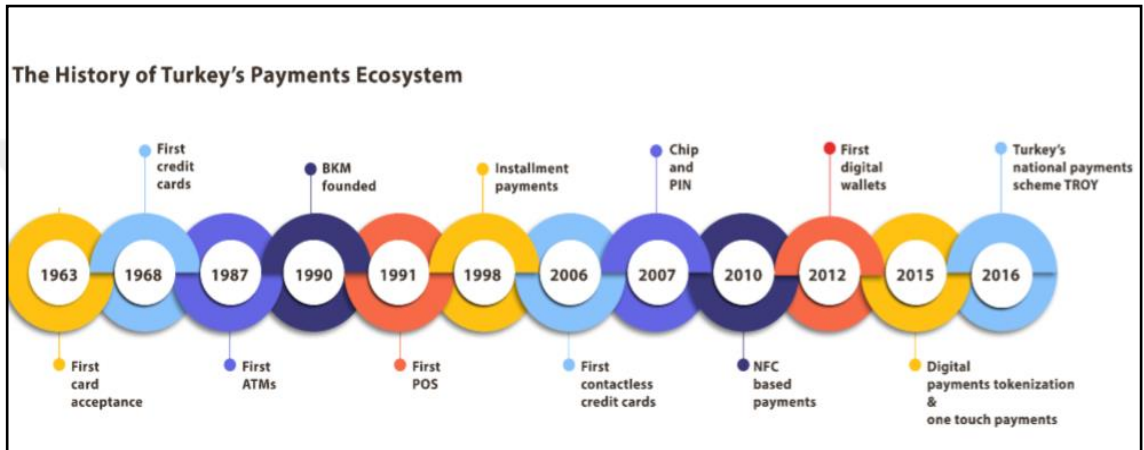 The History of Turkey's Payments Ecosystem
First
credit
cards
BKM
founded
Installment
payments
Chip
and
PIN
First
digital
wallets
Turkey's
national payments
scheme TROY
1963
1968
1987
1990
1991
1998
2006
2007
2010
2012
2015
2016
First
card
acceptance
First
ATMs
First
POS
First
contactless
credit cards
NFC
based
payments
Digital
payments tokenization
&
one touch payments